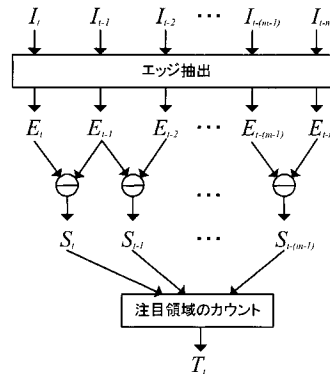 I_t I_{t-1} I_{t-2} ⋯ I_{t-(m-1)} I_{t-m}
エッジ抽出
E_t E_{t-1} E_{t-2} ⋯ E_{t-(m-1)}
⋯
S_t S_{t-1} ⋯ S_{t-(m-1)}
注目領域のカウント
T_t